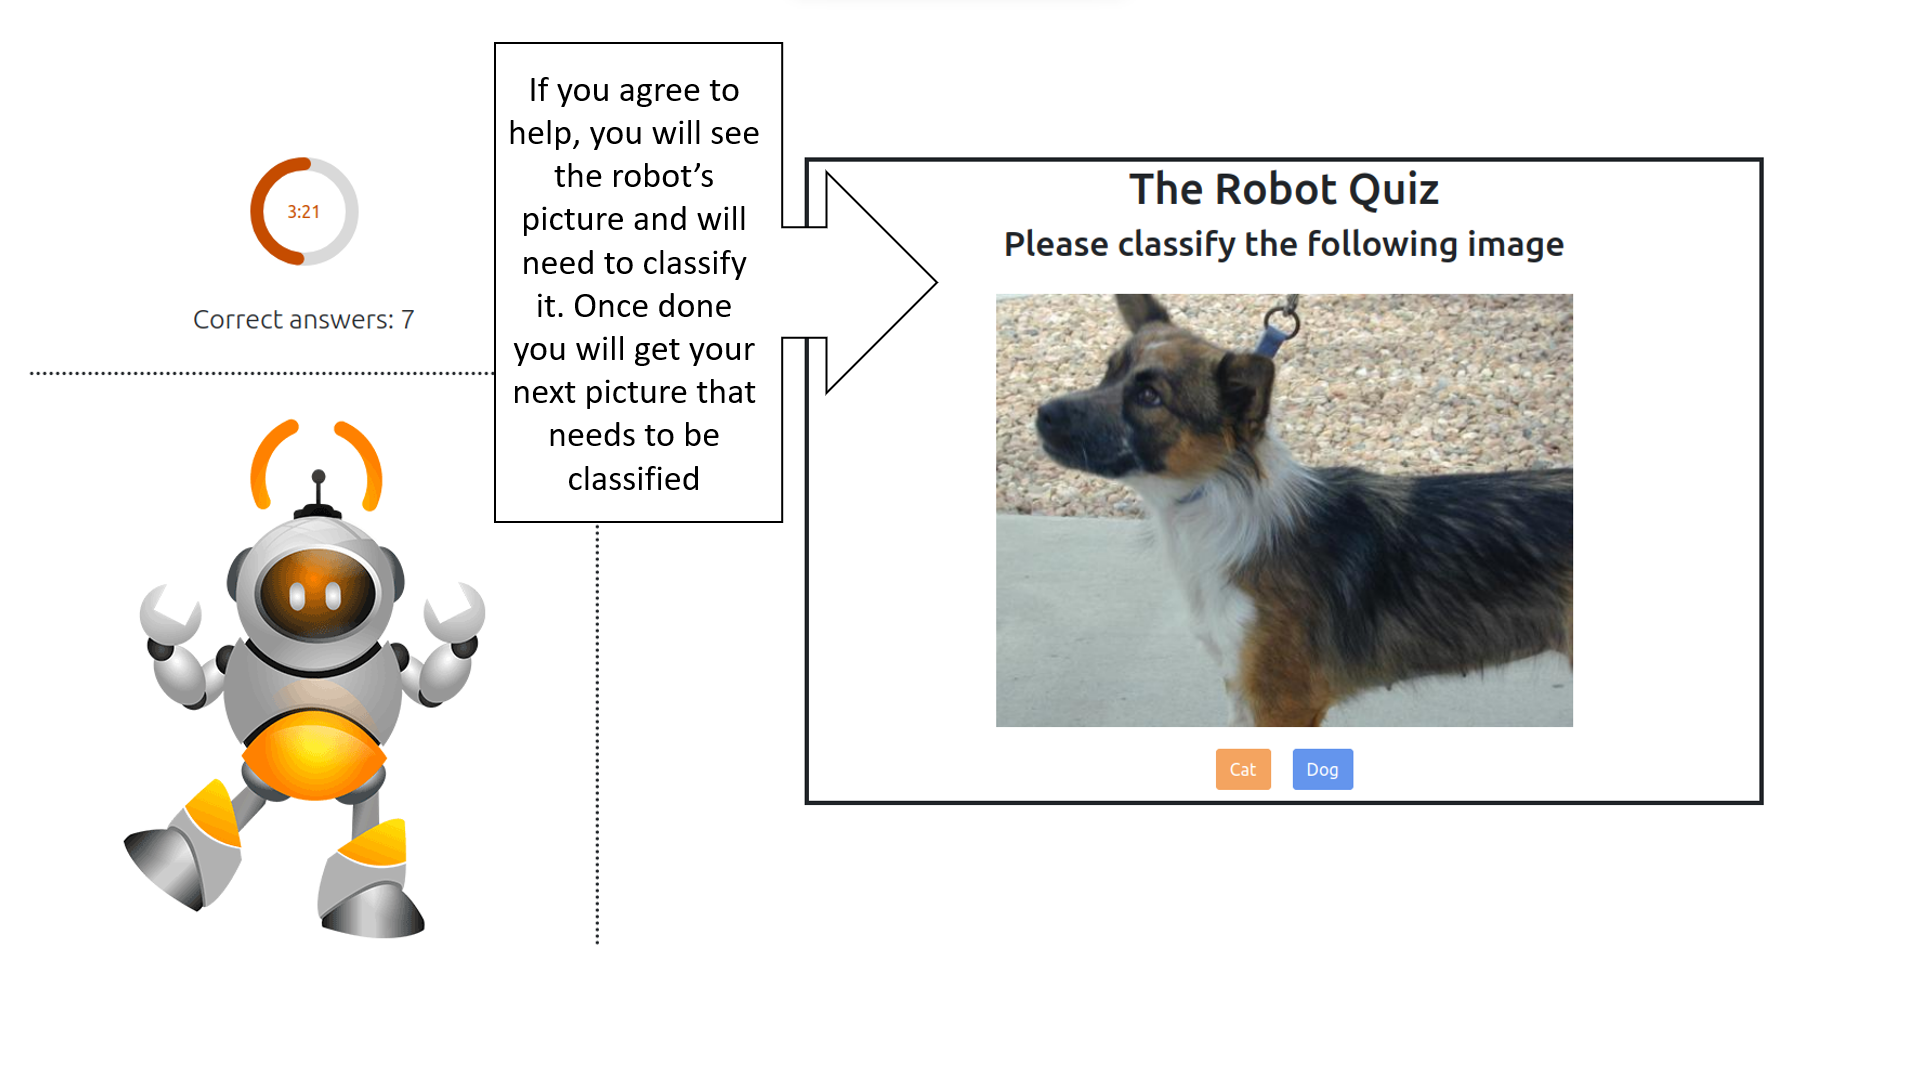 3:21
Correct answers: 7
If you agree to
help, you will see
the robot’s
picture and will
need to classify
it. Once done
you will get your
next picture that
needs to be
classified
The Robot Quiz
Please classify the following image
Cat
Dog